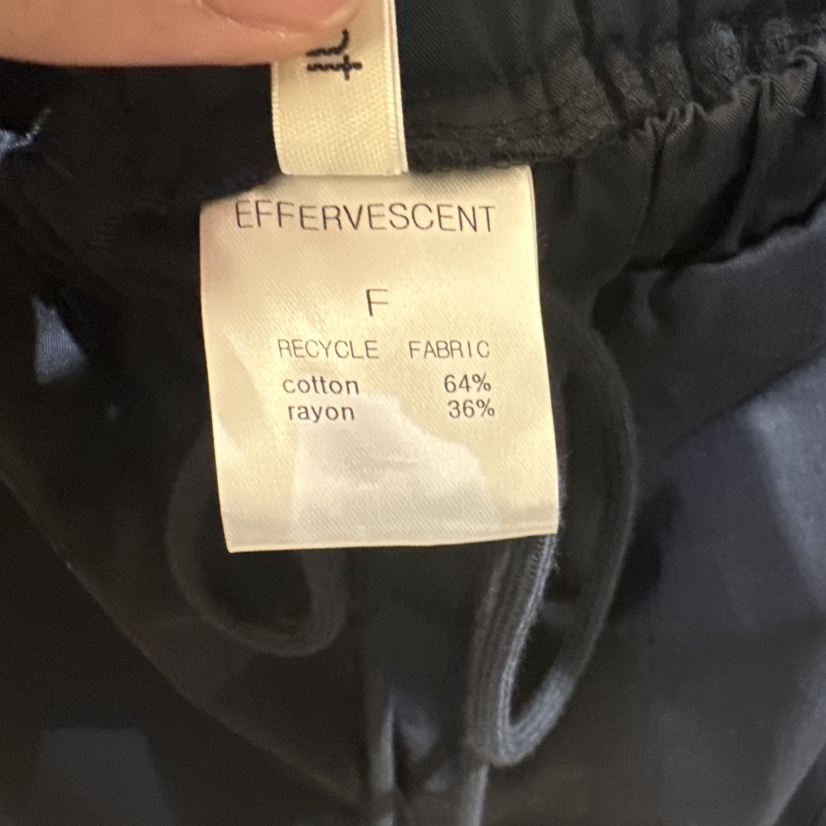 EFFERVESCENT
F
RECYCLE FABRIC
cotton 64%
rayon 36%